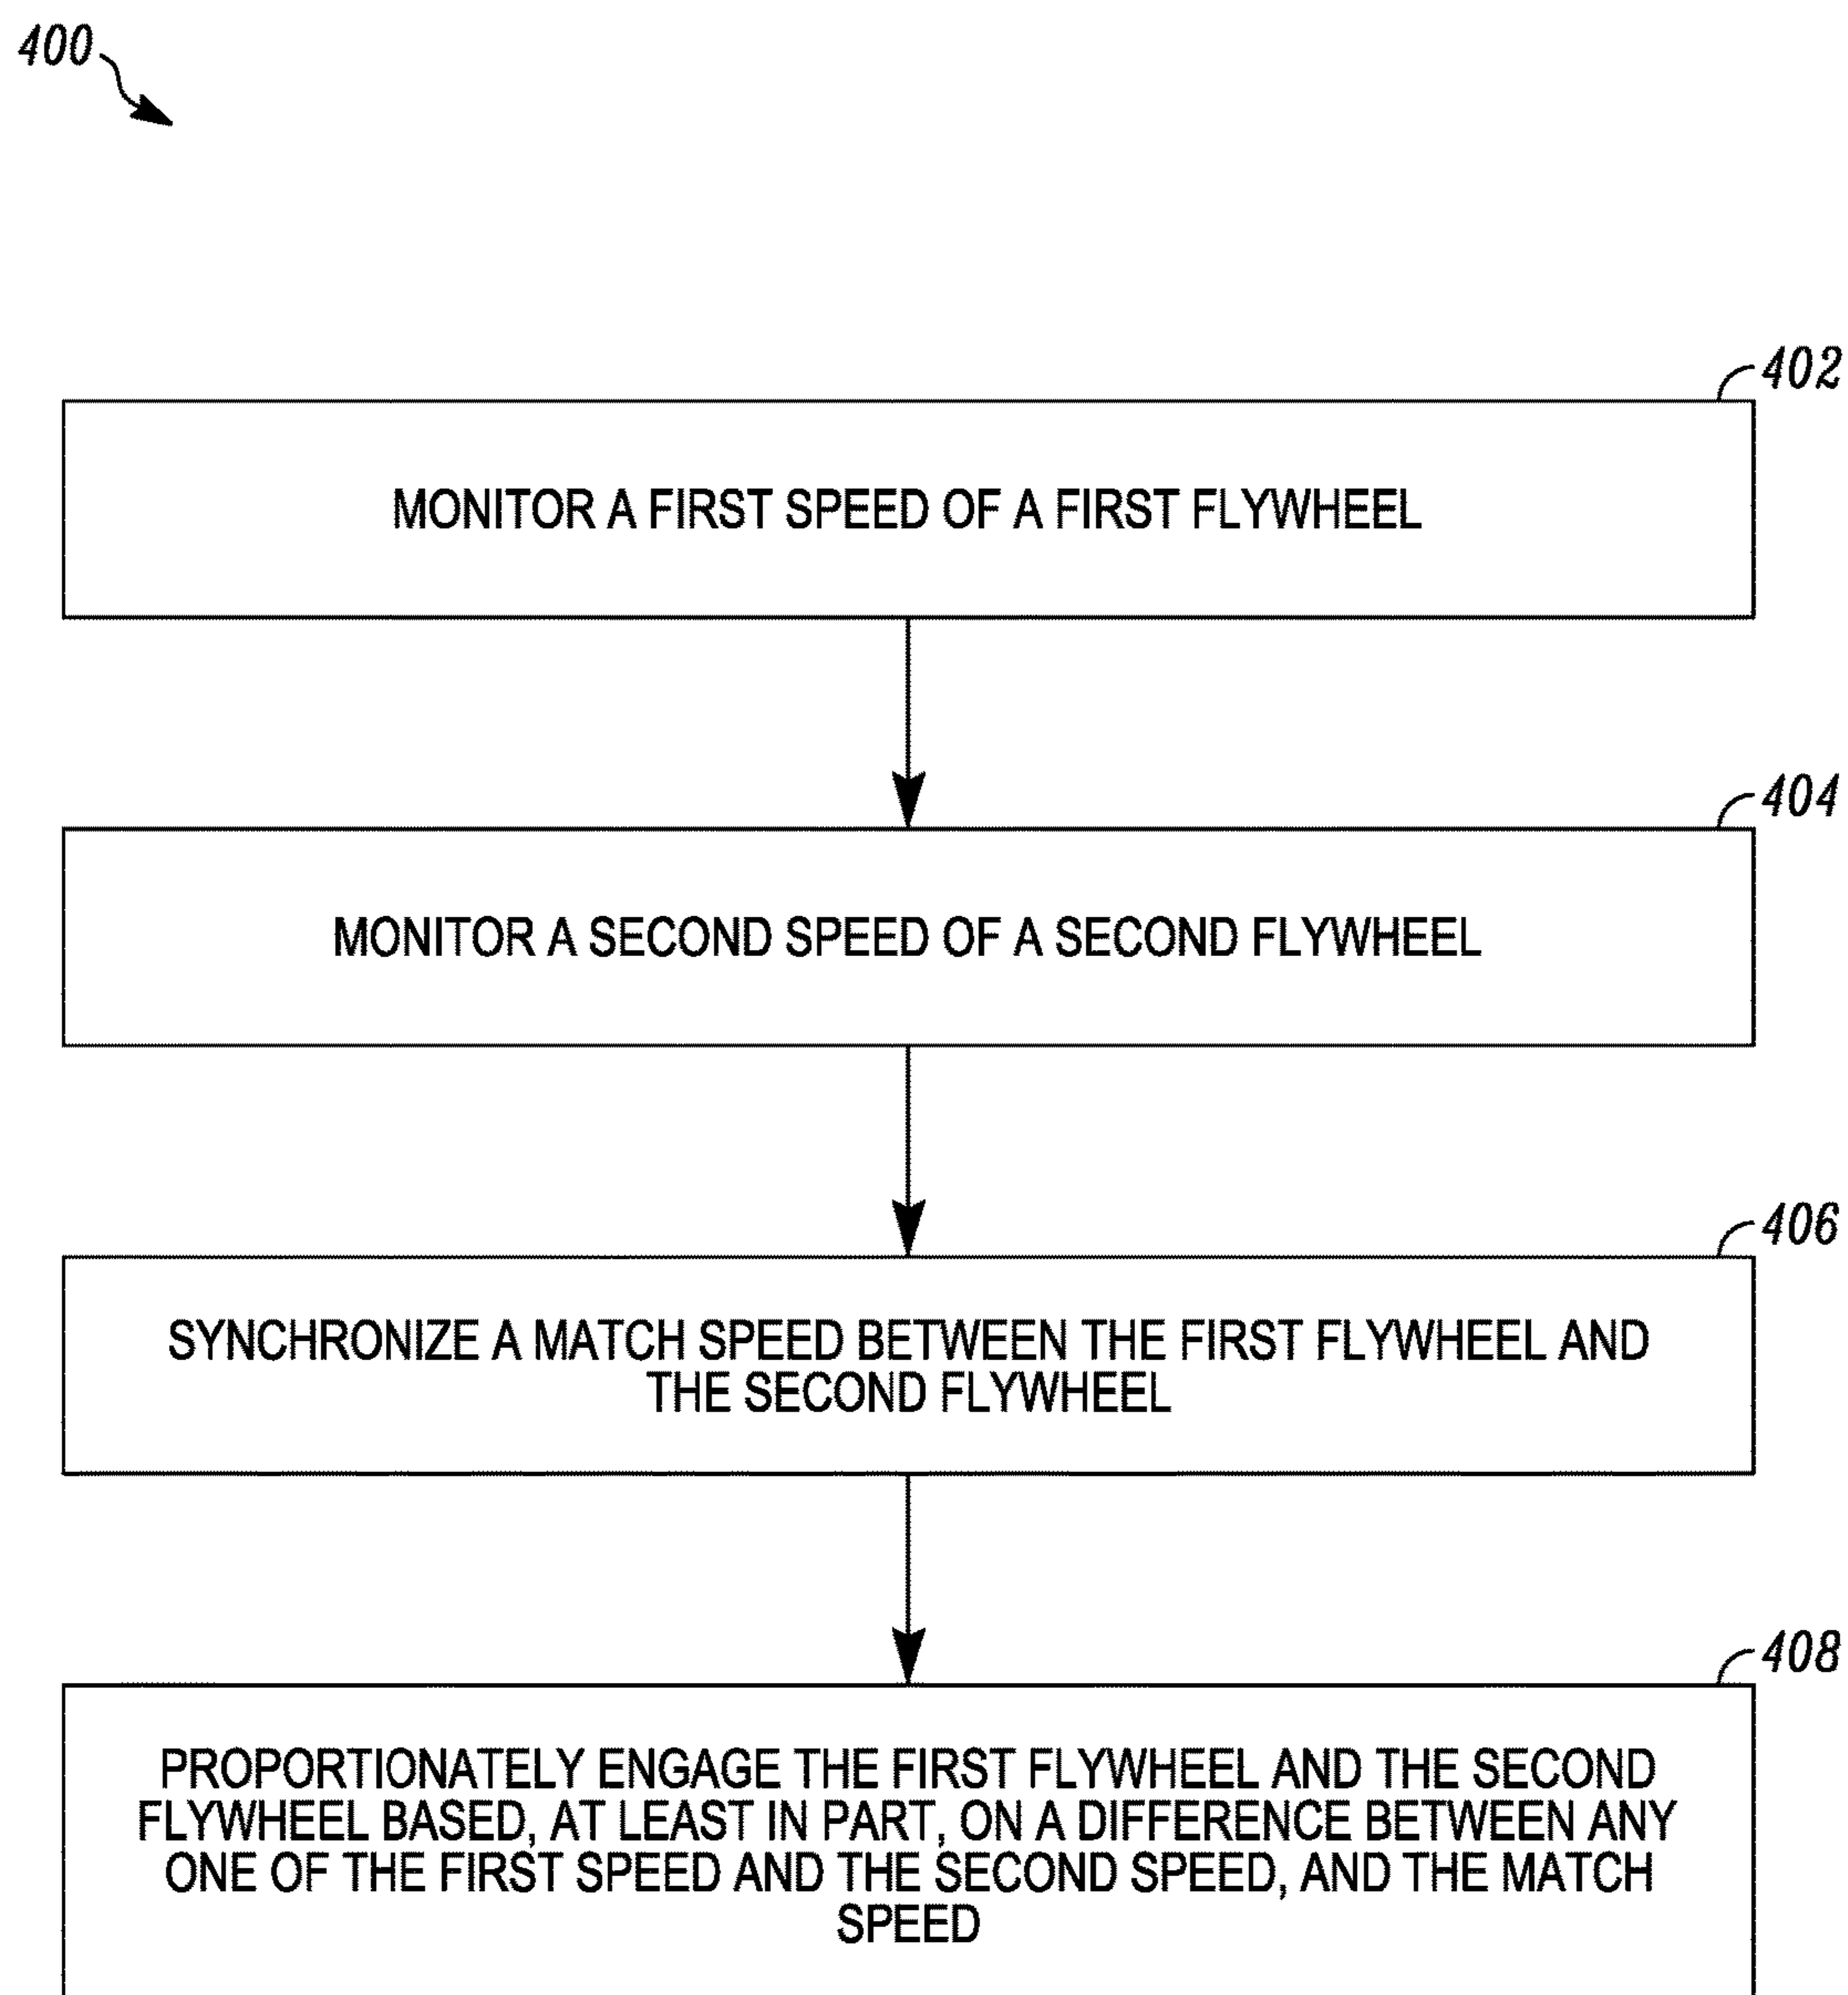 400
402
MONITOR A FIRST SPEED OF A FIRST FLYWHEEL
404
MONITOR A SECOND SPEED OF A SECOND FLYWHEEL
406
SYNCHRONIZE A MATCH SPEED BETWEEN THE FIRST FLYWHEEL AND
THE SECOND FLYWHEEL
408
PROPORTIONATELY ENGAGE THE FIRST FLYWHEEL AND THE SECOND
FLYWHEEL BASED, AT LEAST IN PART, ON A DIFFERENCE BETWEEN ANY
ONE OF THE FIRST SPEED AND THE SECOND SPEED, AND THE MATCH
SPEED